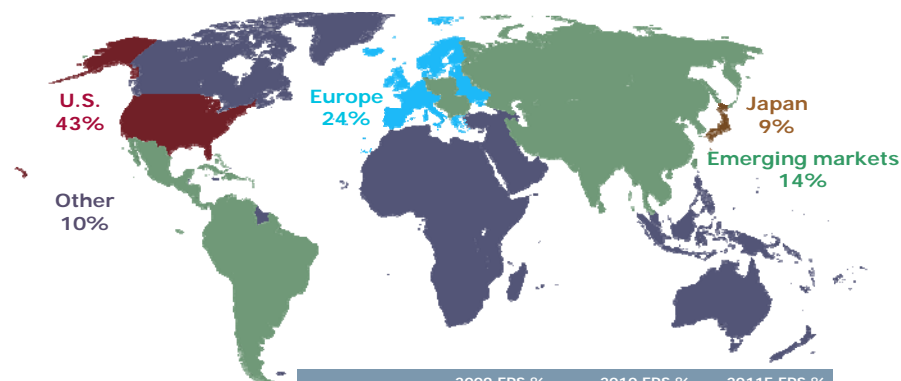 U.S.
43%
Europe
24%
Japan
9%
Emerging markets
14%
Other
10%